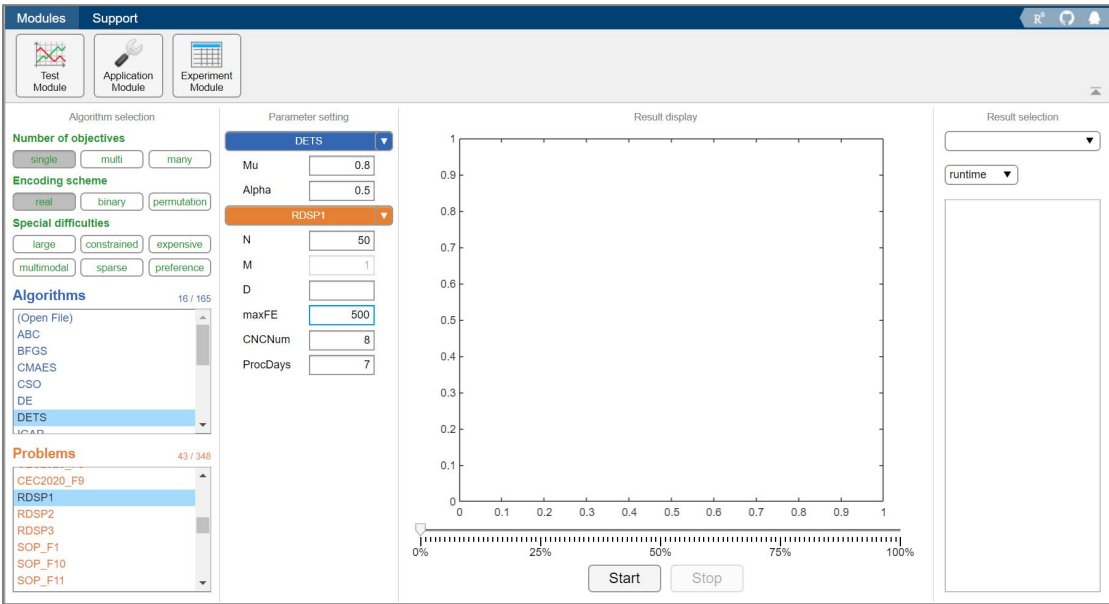 Modules Support R⁶
Test Module
Application Module
Experiment Module
Algorithm selection
Number of objectives
single multi many
Encoding scheme
real binary permutation
Special difficulties
large constrained expensive
multimodal sparse preference
Algorithms 16 / 165
(Open File)
ABC
BFGS
CMAES
CSO
DE
DETS
Problems 43 / 348
CEC2020_F9
RDSP1
RDSP2
RDSP3
SOP_F1
SOP_F10
SOP_F11
Parameter setting
DETS
Mu 0.8
Alpha 0.5
RDSP1
N 50
M 1
D
maxFE 500
CNCNum 8
ProcDays 7
Result display
1
0.9
0.8
0.7
0.6
0.5
0.4
0.3
0.2
0.1
0
0 0.1 0.2 0.3 0.4 0.5 0.6 0.7 0.8 0.9 1
0% 25% 50% 75% 100%
Start Stop
Result selection
runtime